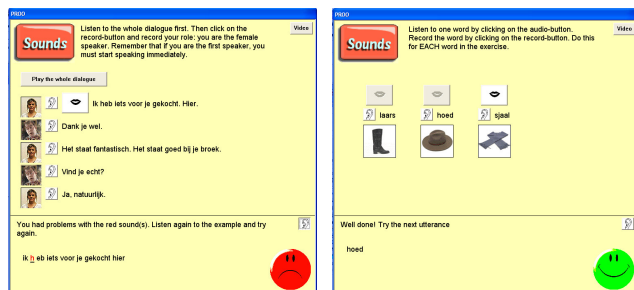 PROO
Sounds
Listen to the whole dialogue first. Then click on the
record-button and record your role: you are the female
speaker. Remember that if you are the first speaker, you
must start speaking immediately.
Video
Play the whole dialogue
Ik heb iets voor je gekocht. Hier.
Dank je wel.
Het staat fantastisch. Het staat goed bij je broek.
Vind je echt?
Ja, natuurlijk.
You had problems with the red sound(s). Listen again to the example and try
again.
ik h eb iets voor je gekocht hier
PROO
Sounds
Listen to one word by clicking on the audio-button.
Record the word by clicking on the record-button. Do this
for EACH word in the exercise.
Video
laars hoed sjaal
Well done! Try the next utterance
hoed